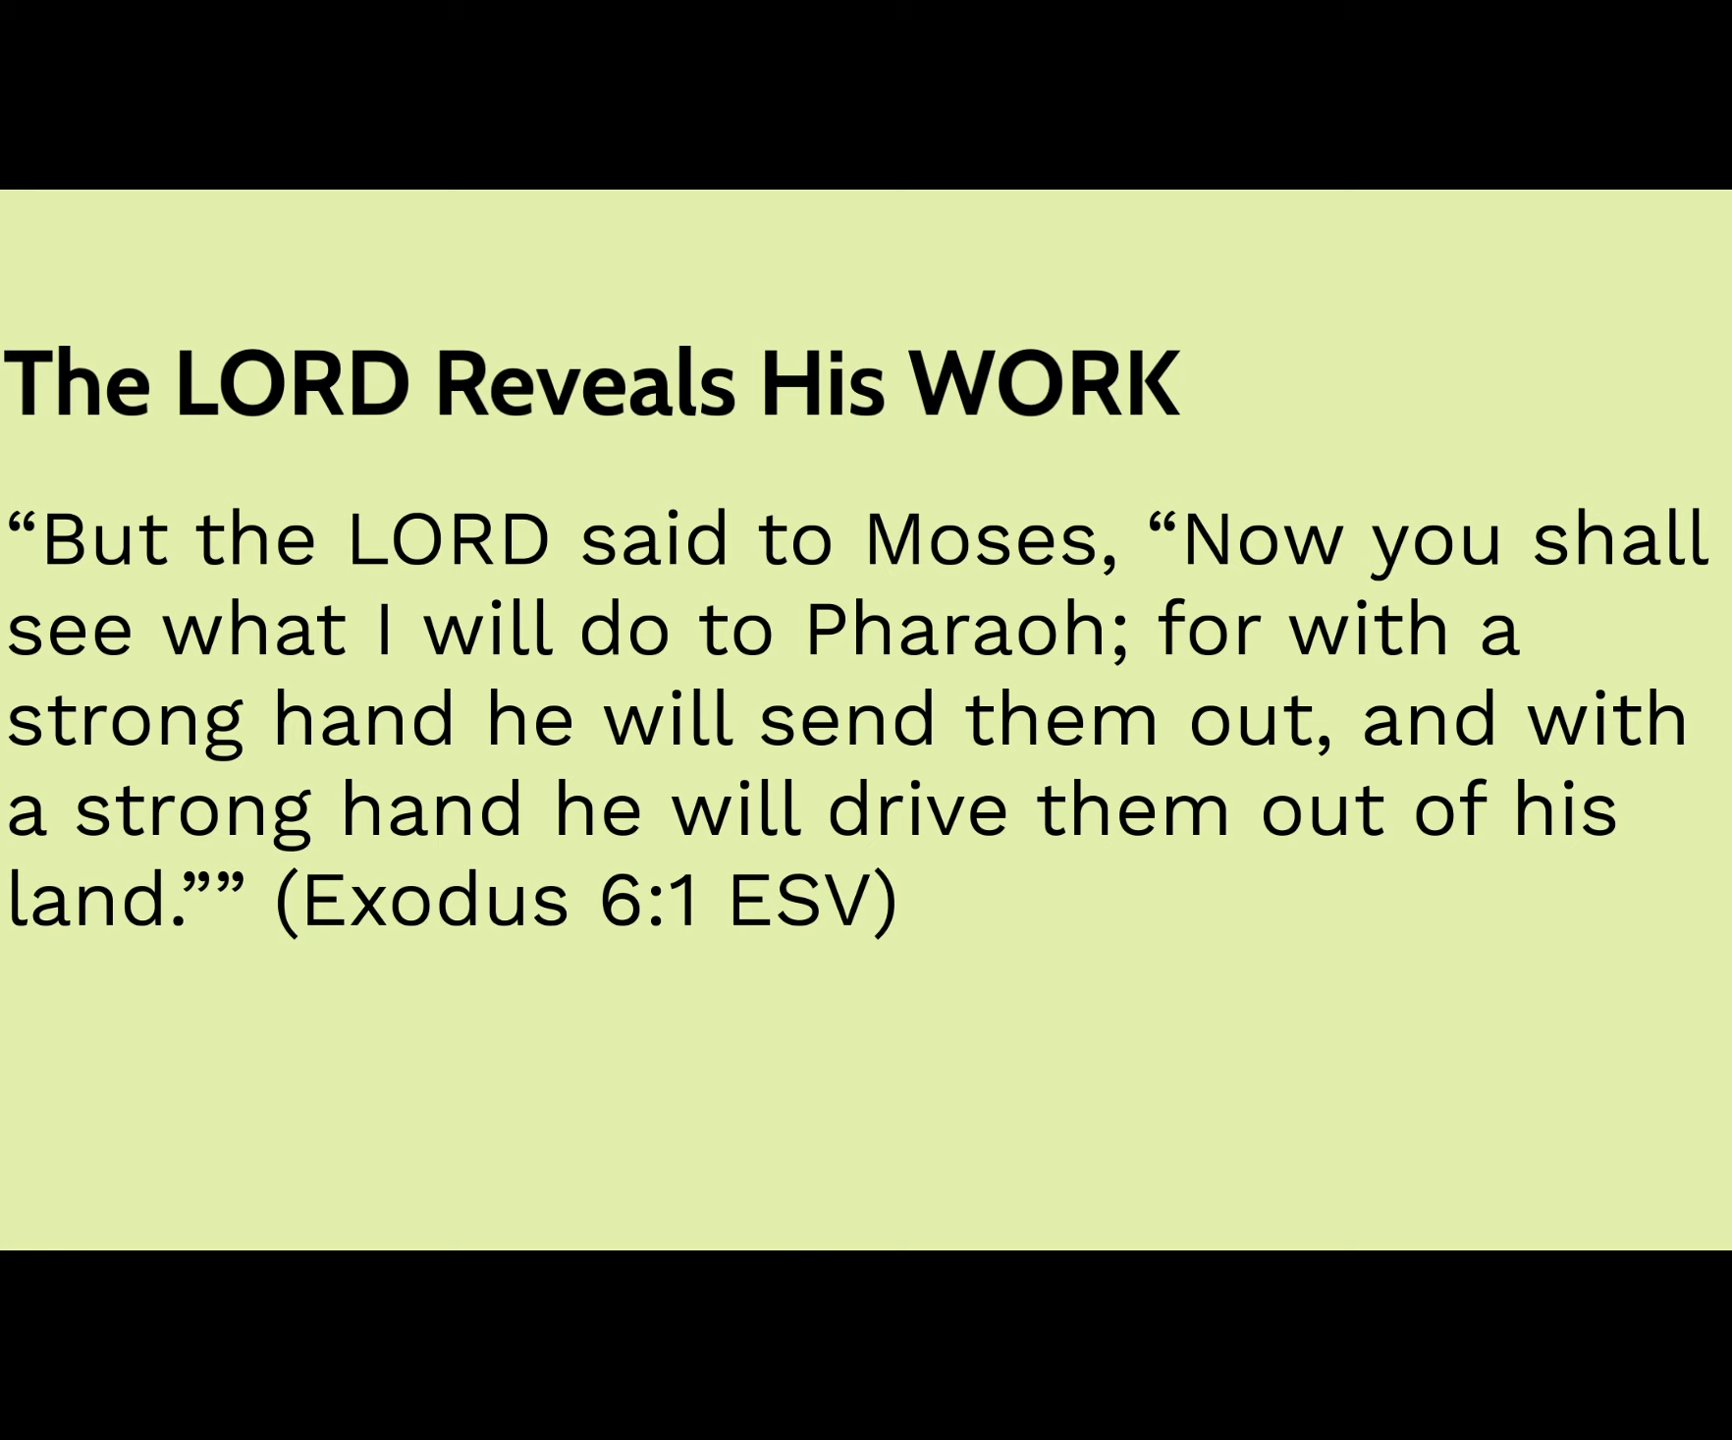 The LORD Reveals His WORK
“But the LORD said to Moses, “Now you shall
see what I will do to Pharaoh; for with a
strong hand he will send them out, and with
a strong hand he will drive them out of his
land.”” (Exodus 6:1 ESV)